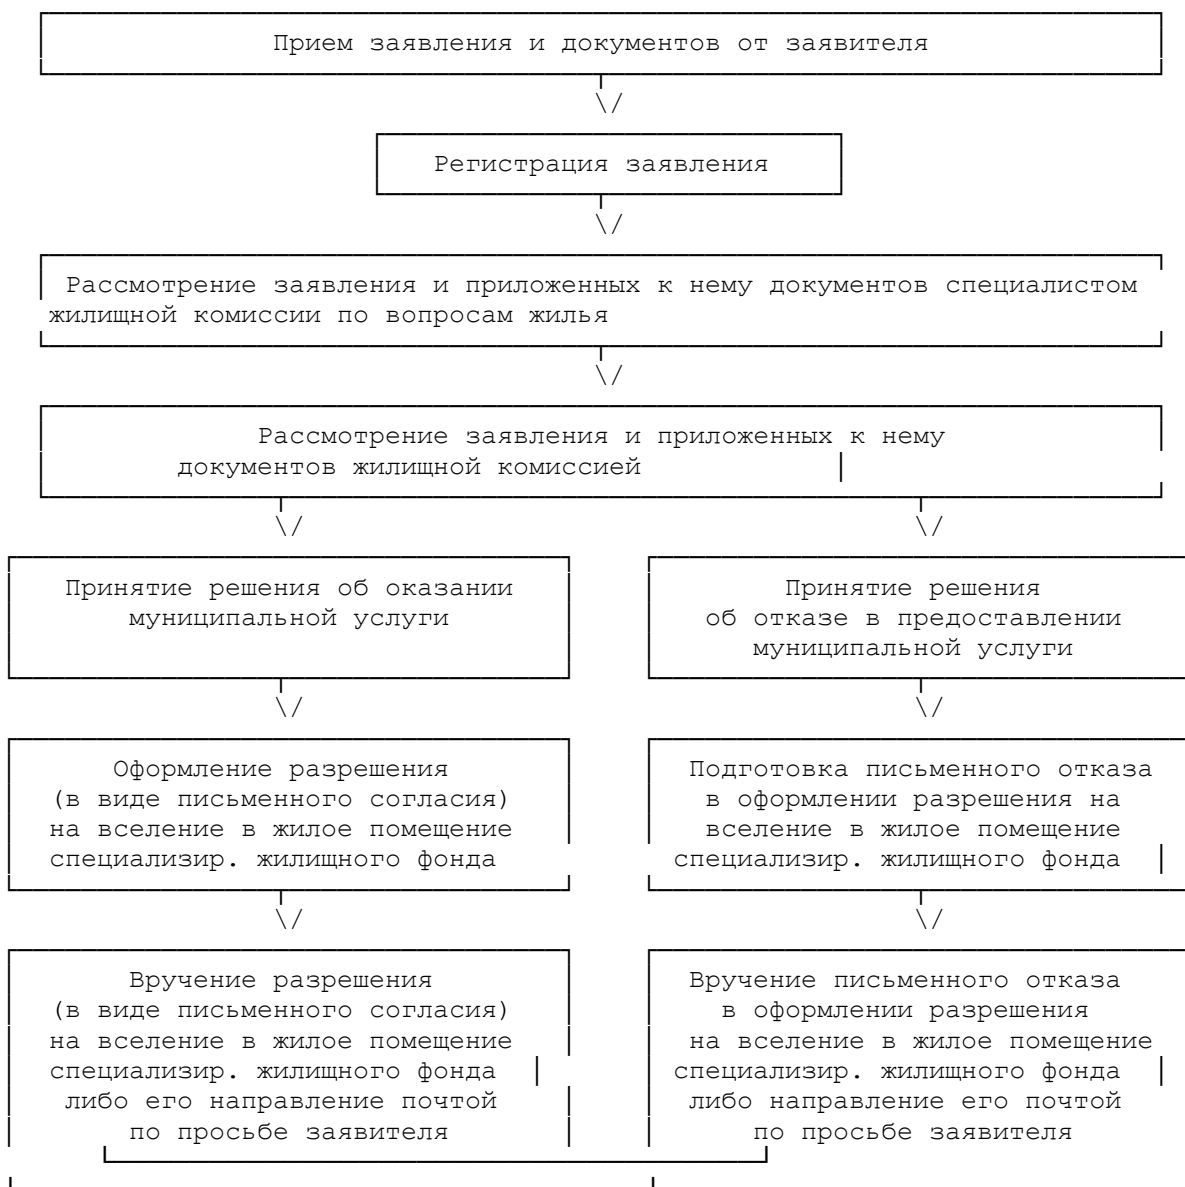 Прием заявления и документов от заявителя
Регистрация заявления
Рассмотрение заявления и приложенных к нему документов специалистом
жилищной комиссии по вопросам жилья
Рассмотрение заявления и приложенных к нему
документов жилищной комиссией
Принятие решения об оказании
муниципальной услуги
Принятие решения
об отказе в предоставлении
муниципальной услуги
Оформление разрешения
(в виде письменного согласия)
на вселение в жилое помещение
специализир. жилищного фонда
Подготовка письменного отказа
в оформлении разрешения на
вселение в жилое помещение
специализир. жилищного фонда
Вручение разрешения
(в виде письменного согласия)
на вселение в жилое помещение
специализир. жилищного фонда
либо его направление почтой
по просьбе заявителя
Вручение письменного отказа
в оформлении разрешения
на вселение в жилое помещение
специализир. жилищного фонда
либо направление его почтой
по просьбе заявителя